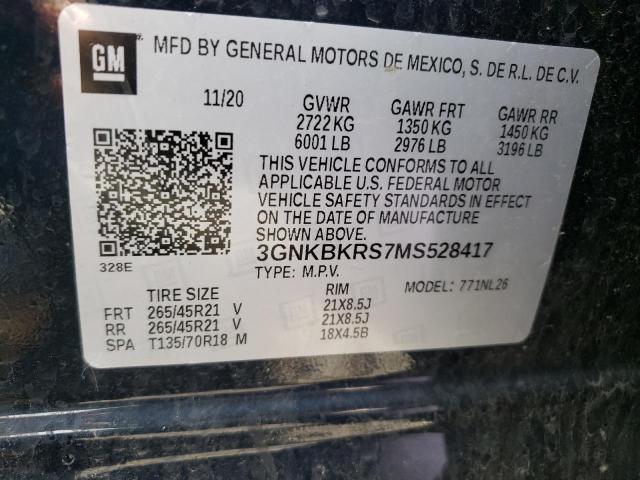 GM
MFD BY GENERAL MOTORS DE MEXICO, S. DE R.L. DE C.V.
11/20 GVWR GAWR FRT GAWR RR
2722 KG 1350 KG 1450 KG
6001 LB 2976 LB 3196 LB
THIS VEHICLE CONFORMS TO ALL
APPLICABLE U.S. FEDERAL MOTOR
VEHICLE SAFETY STANDARDS IN EFFECT
ON THE DATE OF MANUFACTURE
SHOWN ABOVE.
328E
3GNKBKRS7MS528417
TYPE: M.P.V. MODEL: 771NL26
TIRE SIZE RIM
FRT 265/45R21 V 21X8.5J
RR 265/45R21 V 21X8.5J
SPA T135/70R18 M 18X4.5B